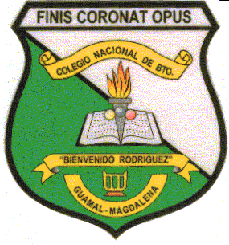 FINIS CORONAT OPUS
COLEGIO NACIONAL DE BTO.
"BIENVENIDO RODRIGUEZ"
GUAMAL-MAGDALENA